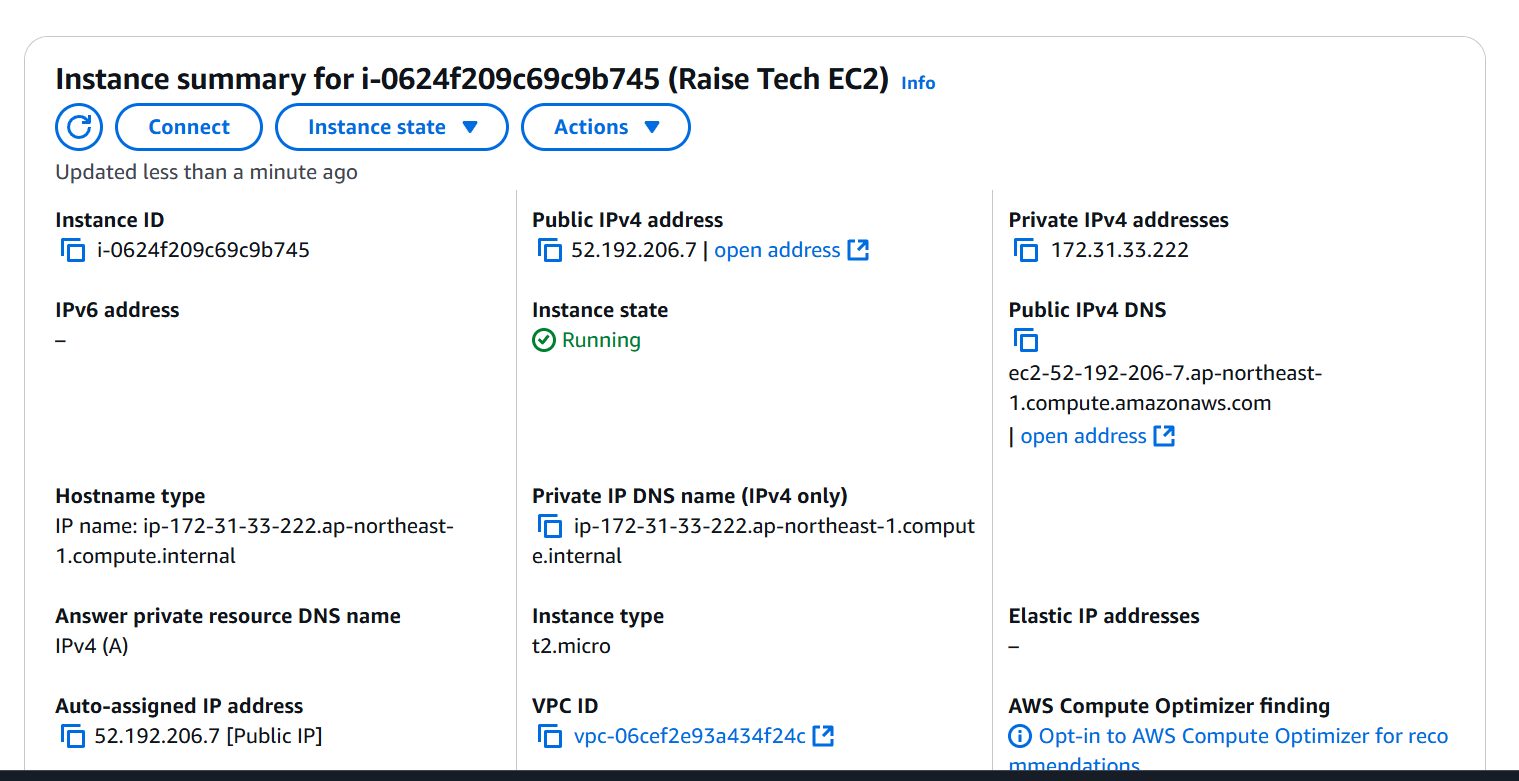 Instance summary for i-0624f209c69c9b745 (Raise Tech EC2) Info
Connect
Instance state
Actions
Updated less than a minute ago
Instance ID
i-0624f209c69c9b745
Public IPv4 address
52.192.206.7 | open address
Private IPv4 addresses
172.31.33.222
IPv6 address
–
Instance state
Running
Public IPv4 DNS
ec2-52-192-206-7.ap-northeast-
1.compute.amazonaws.com
| open address
Hostname type
IP name: ip-172-31-33-222.ap-northeast-
1.compute.internal
Private IP DNS name (IPv4 only)
ip-172-31-33-222.ap-northeast-1.comput
e.internal
Answer private resource DNS name
IPv4 (A)
Instance type
t2.micro
Elastic IP addresses
–
Auto-assigned IP address
52.192.206.7 [Public IP]
VPC ID
vpc-06cef2e93a434f24c
AWS Compute Optimizer finding
Opt-in to AWS Compute Optimizer for reco
mmendations